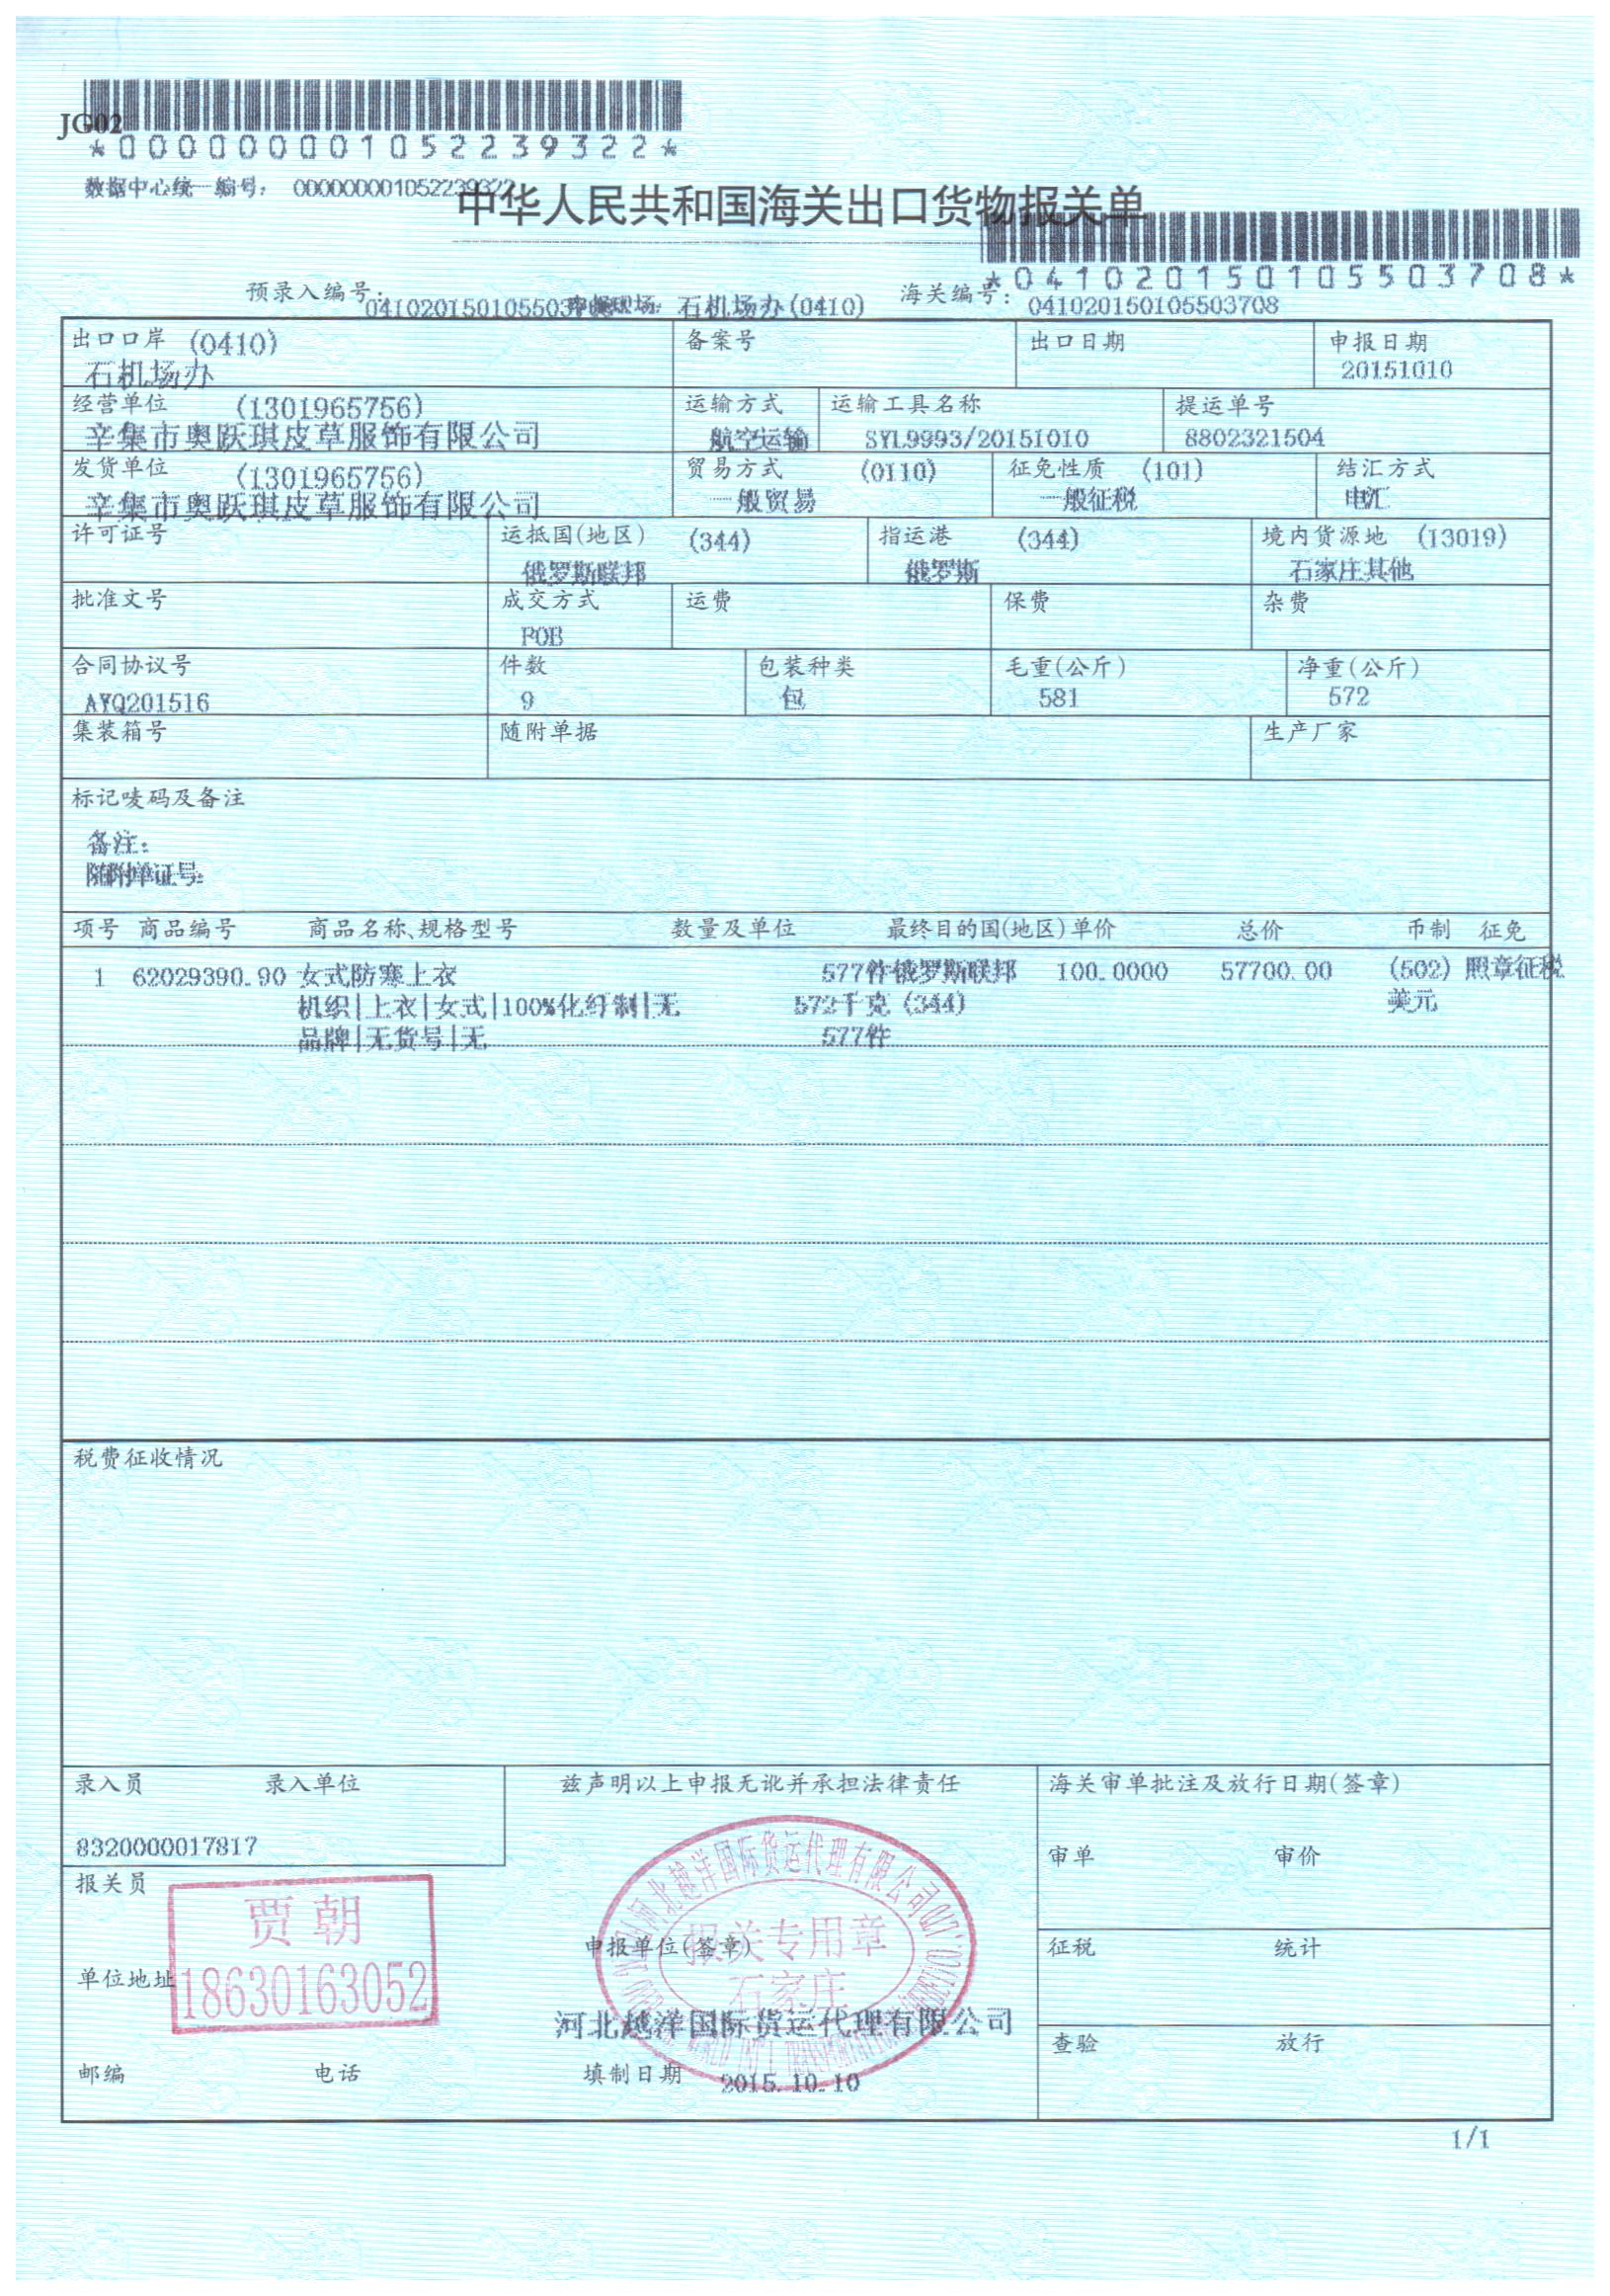 JG02
*000000001052239322*
数据中心统一编号： 000000001052239322
中华人民共和国海关出口货物报关单
*041020150105503708*
预录入编号： 041020150105503708 申报现场： 石机场办(0410) 海关编号： 041020150105503708
出口口岸 (0410) 备案号 出口日期 申报日期
石机场办 20151010
经营单位 (1301965756) 运输方式 运输工具名称 提运单号
辛集市奥跃琪皮草服饰有限公司 航空运输 SYL9993/20151010 8802321504
发货单位 (1301965756) 贸易方式 (0110) 征免性质 (101) 结汇方式
辛集市奥跃琪皮草服饰有限公司 一般贸易 一般征税 电汇
许可证号 运抵国(地区) (344) 指运港 (344) 境内货源地 (13019)
俄罗斯联邦 俄罗斯 石家庄其他
批准文号 成交方式 运费 保费 杂费
FOB
合同协议号 件数 包装种类 毛重(公斤) 净重(公斤)
AYQ201516 9 包 581 572
集装箱号 随附单据 生产厂家
标记唛码及备注
备注：
随附单证号：
项号 商品编号 商品名称、规格型号 数量及单位 最终目的国(地区) 单价 总价 币制 征免
1 62029390.90 女式防寒上衣 577件 俄罗斯联邦 100.0000 57700.00 (502) 照章征税
机织|上衣|女式|100%化纤制|无 572千克 (344) 美元
品牌|无货号|无 577件
税费征收情况
录入员 录入单位 兹声明以上申报无讹并承担法律责任 海关审单批注及放行日期(签章)
8320000017817
审单 审价
报关员
贾朝
河北越洋国际货运代理有限公司
报关专用章
石家庄
申报单位(签章)
征税 统计
单位地址
18630163052
河北越洋国际货运代理有限公司
查验 放行
邮编 电话 填制日期 2015.10.10
1/1